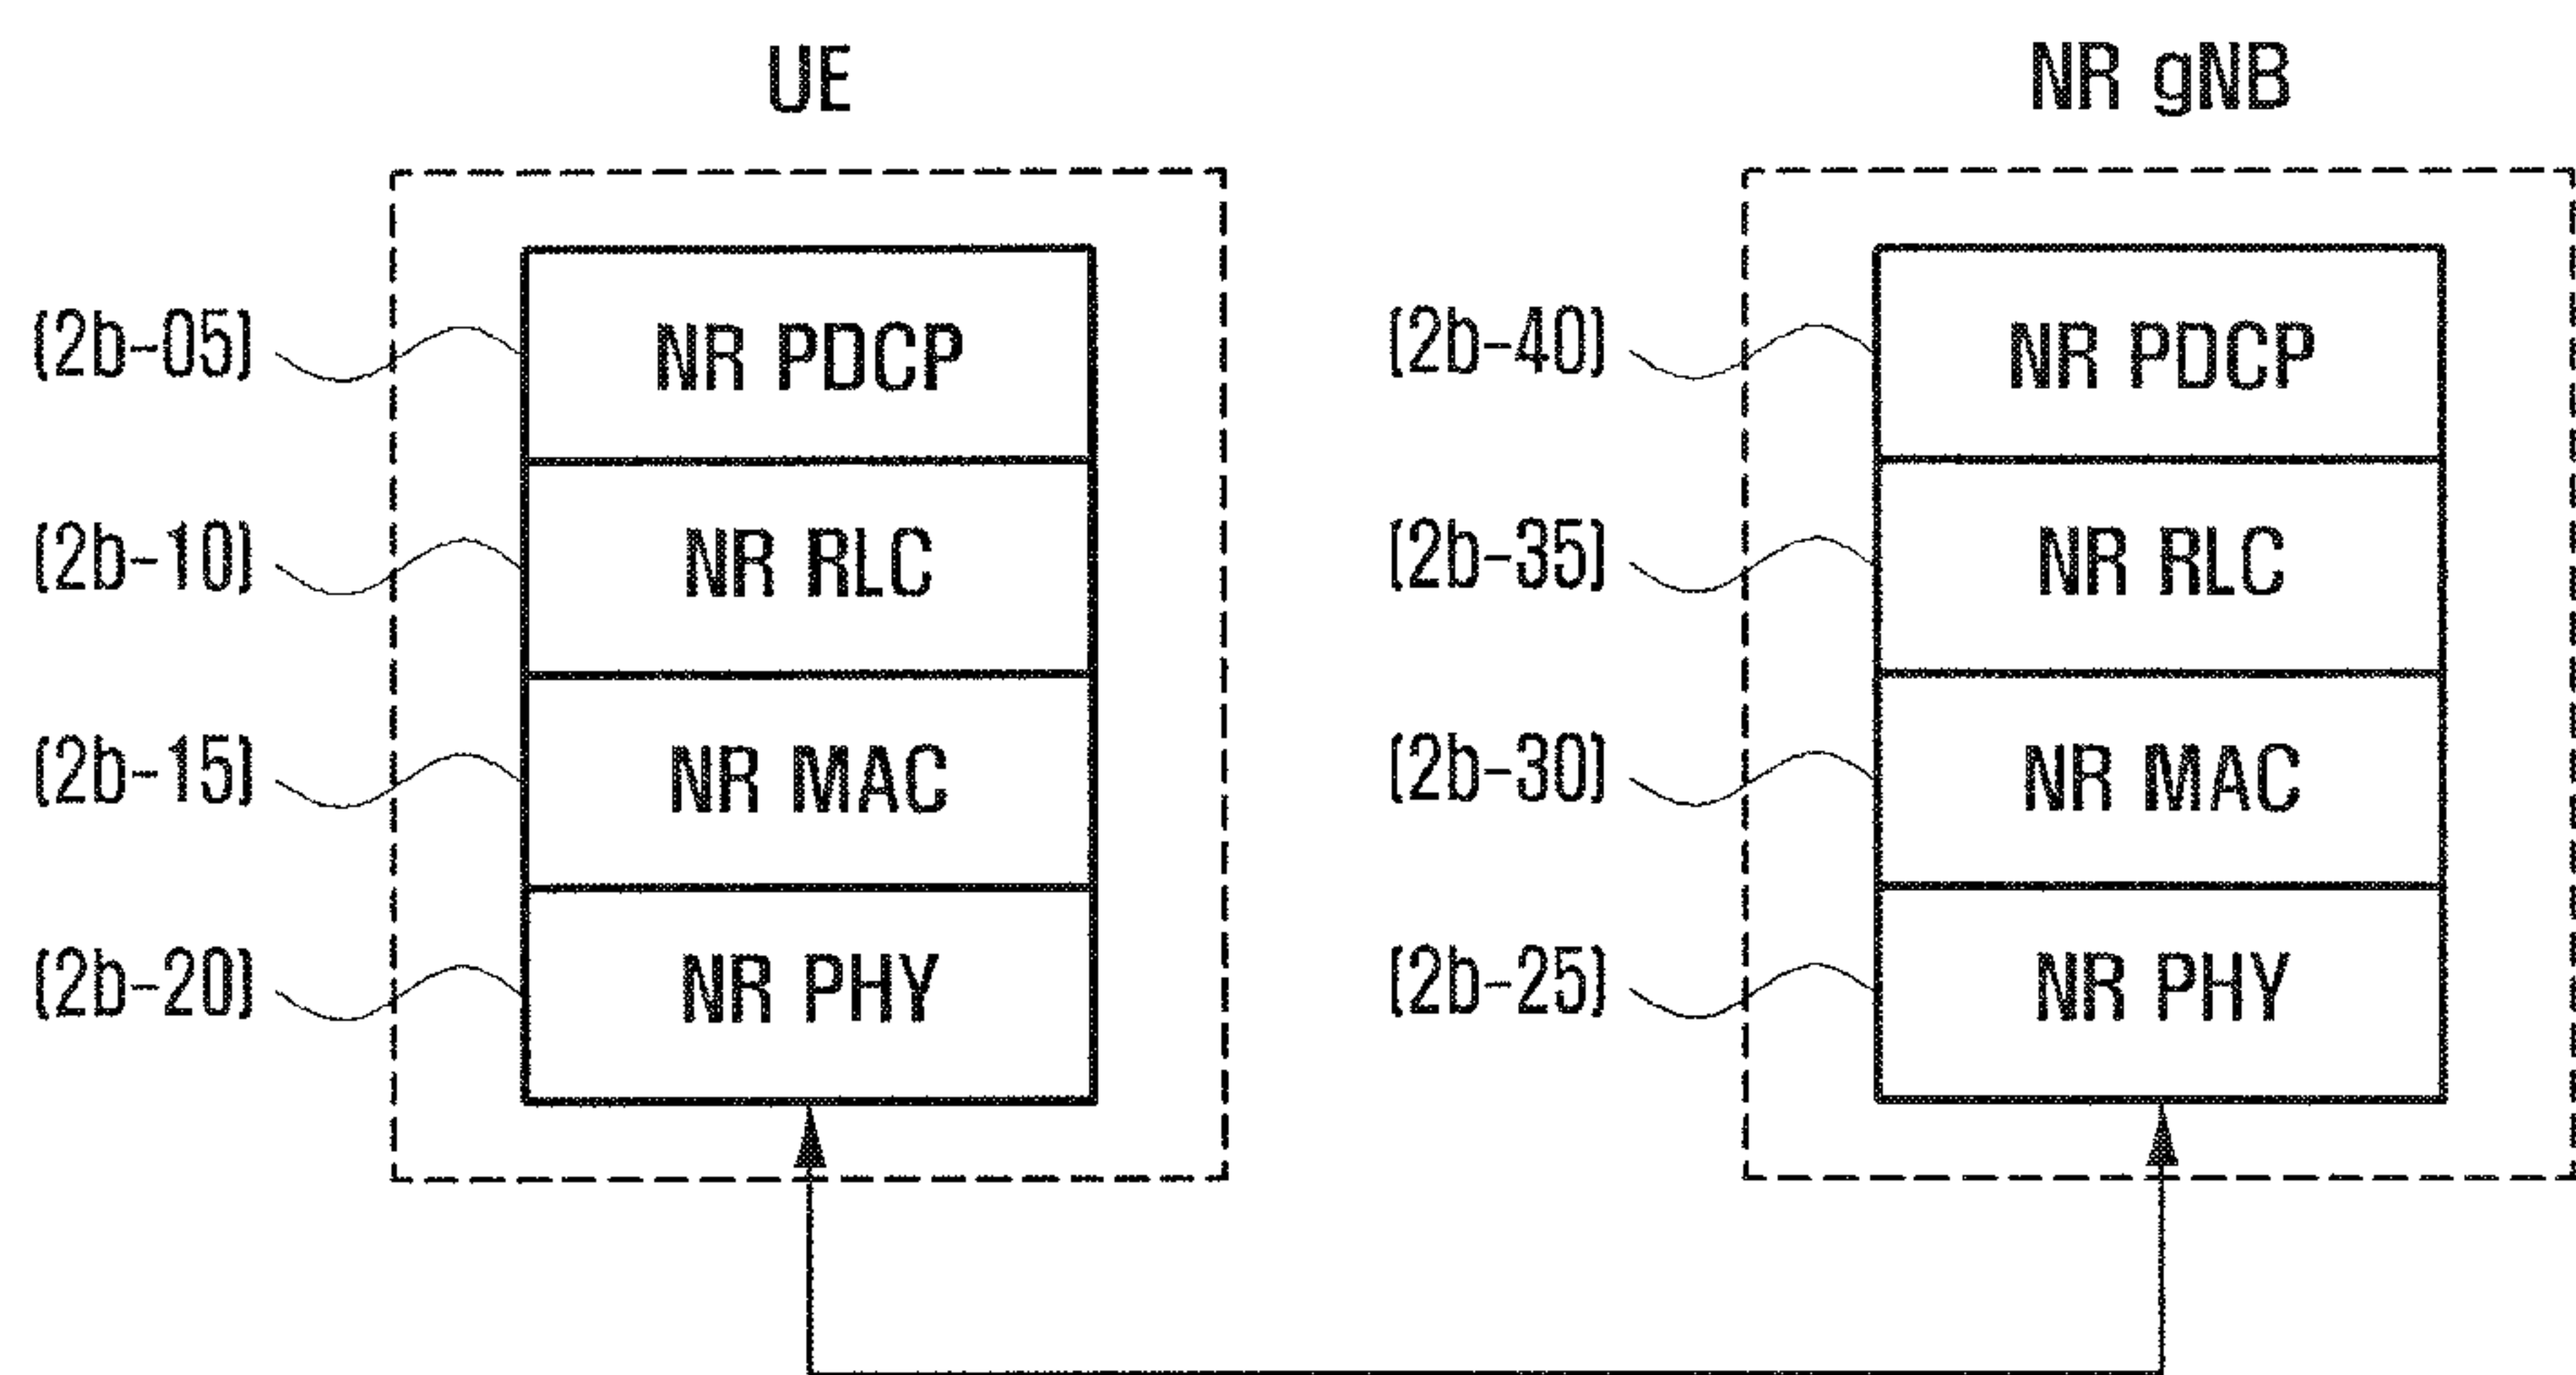 UE
NR gNB
(2b-05)
NR PDCP
(2b-40)
NR PDCP
(2b-10)
NR RLC
(2b-35)
NR RLC
(2b-15)
NR MAC
(2b-30)
NR MAC
(2b-20)
NR PHY
(2b-25)
NR PHY